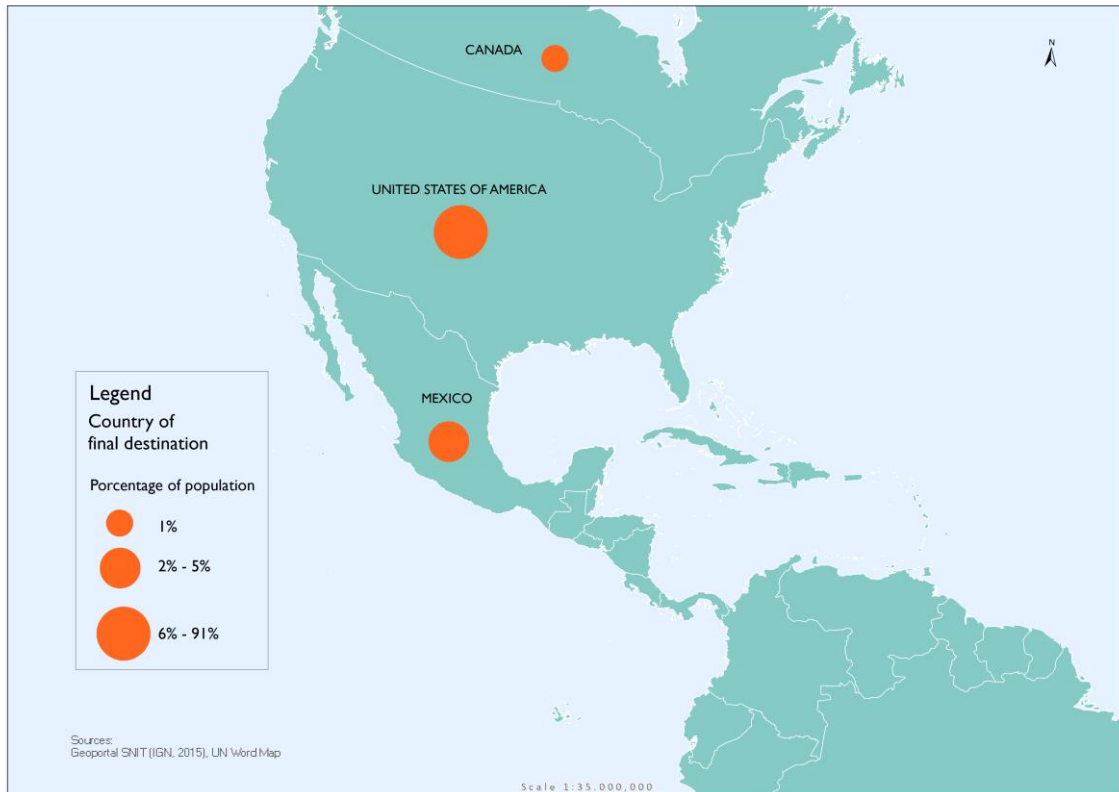 CANADA
N
UNITED STATES OF AMERICA
MEXICO
Legend
Country of
final destination
Porcentage of population
1%
2% - 5%
6% - 91%
Sources:
Geoportal SNIT (IGN, 2015), UN Word Map
Scale 1:35.000,000